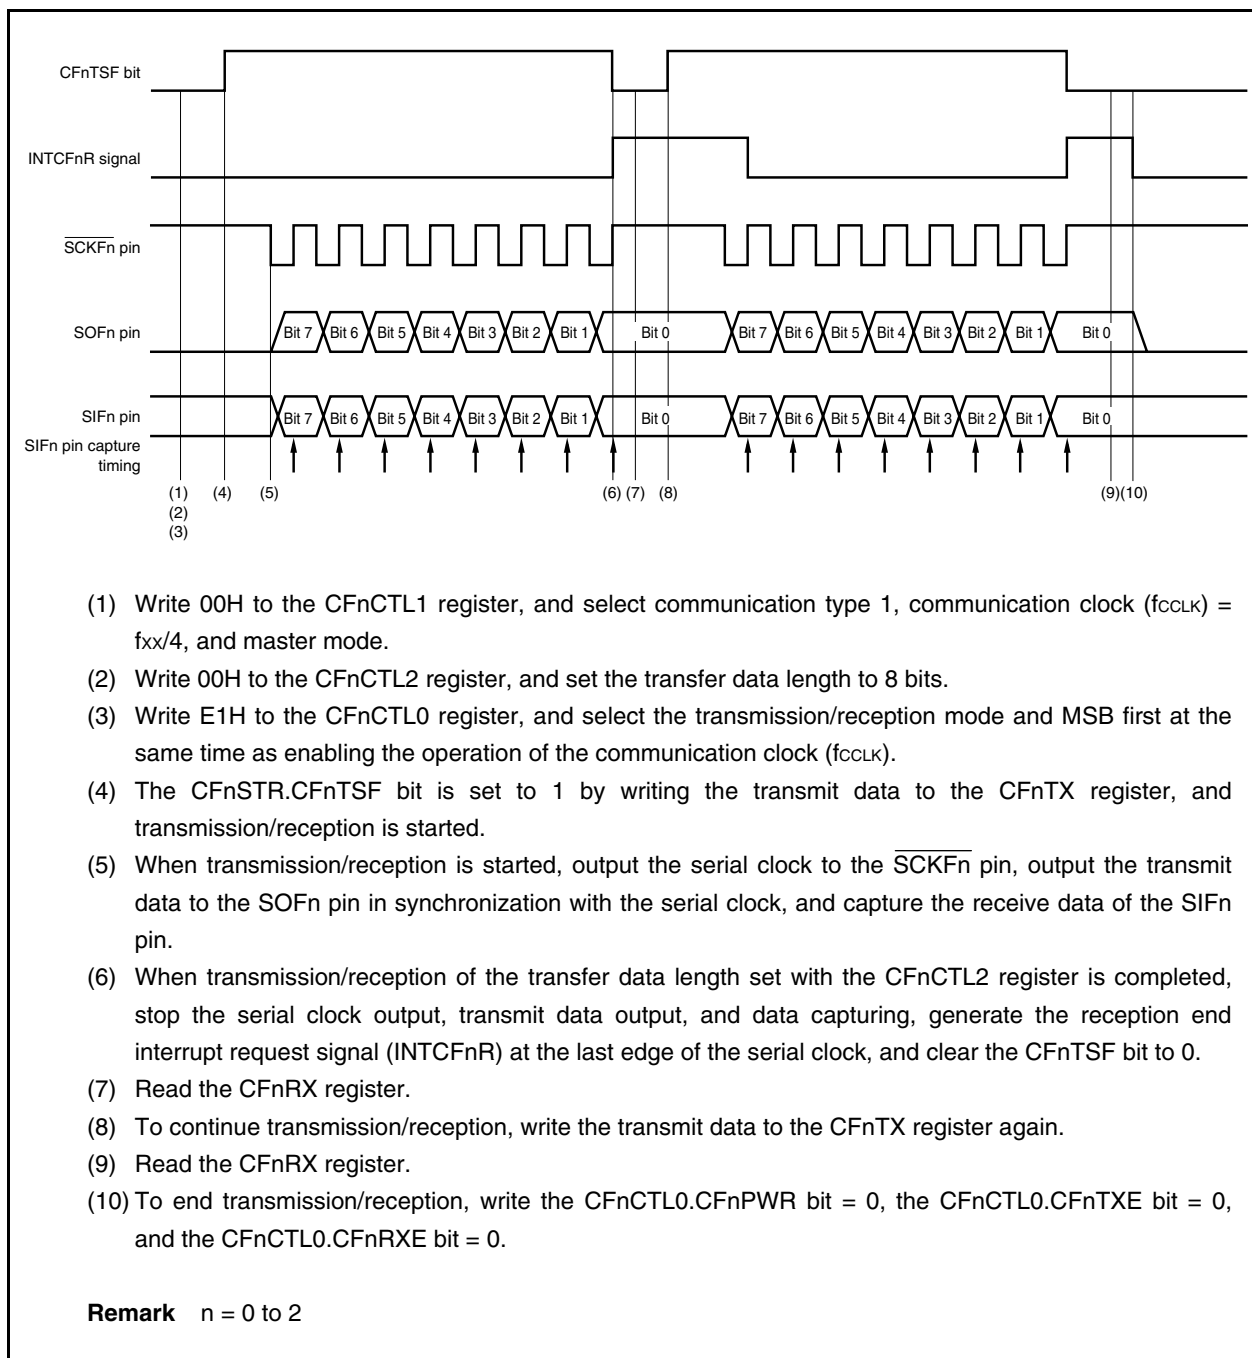 CFnTSF bit
INTCFnR signal
SCKFn pin
SOFn pin
Bit 7 Bit 6 Bit 5 Bit 4 Bit 3 Bit 2 Bit 1 Bit 0 Bit 7 Bit 6 Bit 5 Bit 4 Bit 3 Bit 2 Bit 1 Bit 0
SIFn pin
Bit 7 Bit 6 Bit 5 Bit 4 Bit 3 Bit 2 Bit 1 Bit 0 Bit 7 Bit 6 Bit 5 Bit 4 Bit 3 Bit 2 Bit 1 Bit 0
SIFn pin capture
timing
(1) (4) (5) (6) (7) (8) (9) (10)
(2)
(3)
(1) Write 00H to the CFnCTL1 register, and select communication type 1, communication clock (fCCLK) =
fxx/4, and master mode.
(2) Write 00H to the CFnCTL2 register, and set the transfer data length to 8 bits.
(3) Write E1H to the CFnCTL0 register, and select the transmission/reception mode and MSB first at the
same time as enabling the operation of the communication clock (fCCLK).
(4) The CFnSTR.CFnTSF bit is set to 1 by writing the transmit data to the CFnTX register, and
transmission/reception is started.
(5) When transmission/reception is started, output the serial clock to the SCKFn pin, output the transmit
data to the SOFn pin in synchronization with the serial clock, and capture the receive data of the SIFn
pin.
(6) When transmission/reception of the transfer data length set with the CFnCTL2 register is completed,
stop the serial clock output, transmit data output, and data capturing, generate the reception end
interrupt request signal (INTCFnR) at the last edge of the serial clock, and clear the CFnTSF bit to 0.
(7) Read the CFnRX register.
(8) To continue transmission/reception, write the transmit data to the CFnTX register again.
(9) Read the CFnRX register.
(10) To end transmission/reception, write the CFnCTL0.CFnPWR bit = 0, the CFnCTL0.CFnTXE bit = 0,
and the CFnCTL0.CFnRXE bit = 0.
Remark n = 0 to 2